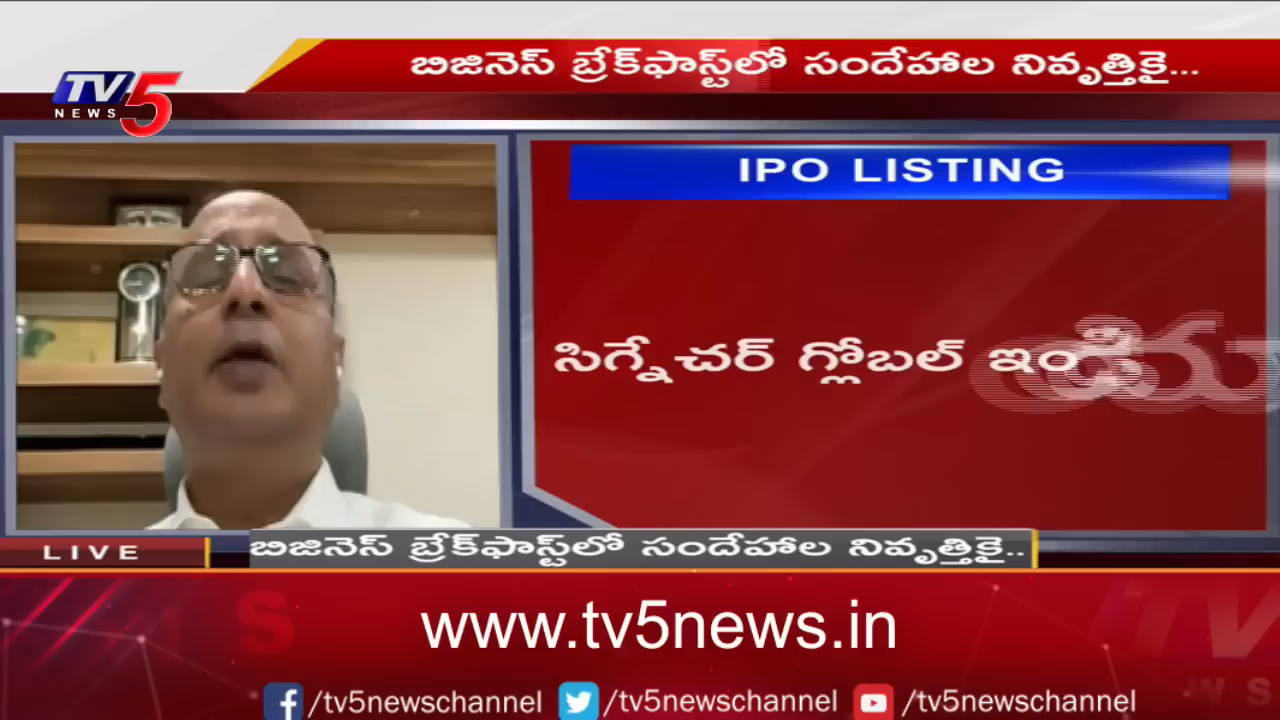 బిజినెస్ బ్రేక్‌ఫాస్ట్‌లో సందేహాల నివృత్తికై...
TV5
NEWS
IPO LISTING
సిగ్నేచర్ గ్లోబల్
LIVE
బిజినెస్ బ్రేక్‌ఫాస్ట్‌లో సందేహాల నివృత్తికై..
www.tv5news.in
/tv5newschannel
/tv5newschannel
/tv5newschannel